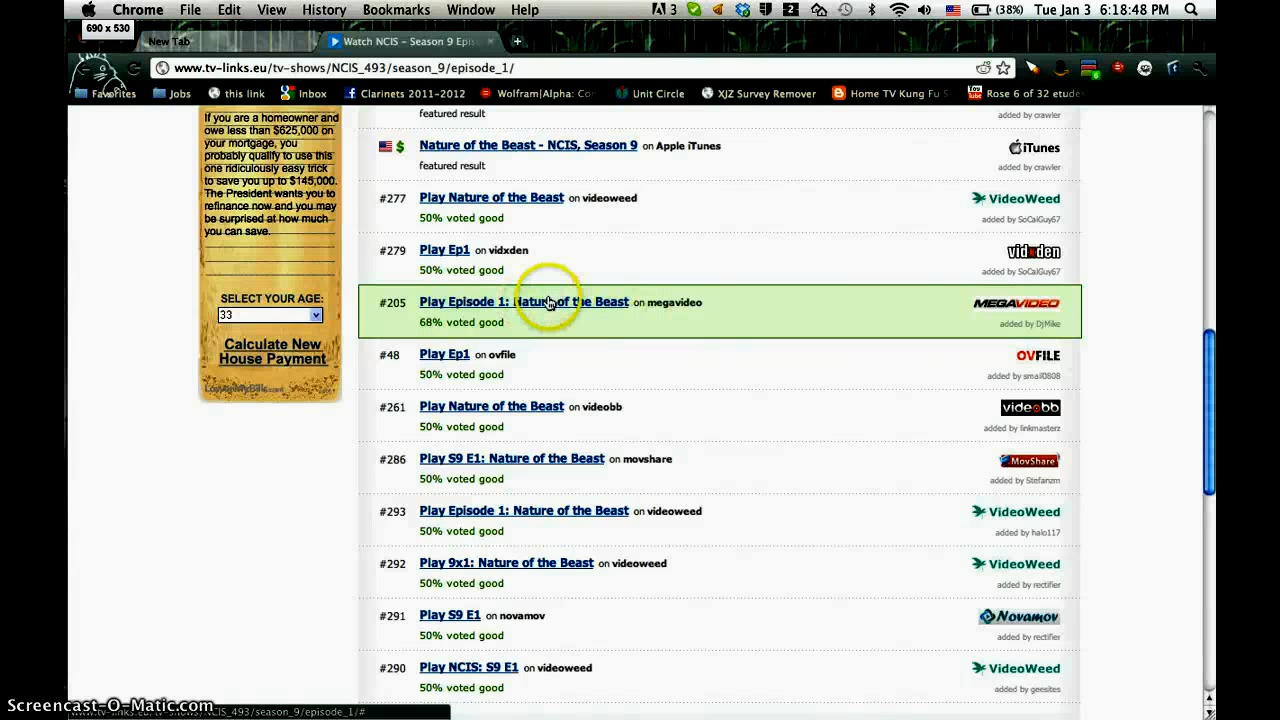 Chrome File Edit View History Bookmarks Window Help 3 2 (38%) Tue Jan 3 6:18:48 PM
690 x 530
New Tab
Watch NCIS - Season 9 Epis
www.tv-links.eu/tv-shows/NCIS_493/season_9/episode_1/
Favorites Jobs this link Inbox Clarinets 2011-2012 Wolfram|Alpha: Co Unit Circle XJZ Survey Remover Home TV Kung Fu S Rose 6 of 32 etude
If you are a homeowner and
owe less than $625,000 on
your mortgage, you
probably qualify to use this
one ridiculously easy trick
to save you up to $145,000.
The President wants you to
refinance now and you may
be surprised at how much
you can save.
SELECT YOUR AGE:
33
Calculate New
House Payment
featured result
added by crawler
$ Nature of the Beast - NCIS, Season 9 on Apple iTunes
iTunes
featured result
added by crawler
#277 Play Nature of the Beast on videoweed
VideoWeed
50% voted good
added by SoCalGuy67
#279 Play Ep1 on vidxden
vidxden
50% voted good
added by SoCalGuy67
#205 Play Episode 1: Nature of the Beast on megavideo
MEGAVIDEO
68% voted good
added by DjMike
#48 Play Ep1 on ovfile
OVFILE
50% voted good
added by small0808
#261 Play Nature of the Beast on videobb
videobb
50% voted good
added by linkmasterz
#286 Play S9 E1: Nature of the Beast on movshare
MovShare
50% voted good
added by Stefanzm
#293 Play Episode 1: Nature of the Beast on videoweed
VideoWeed
50% voted good
added by halo117
#292 Play 9x1: Nature of the Beast on videoweed
VideoWeed
50% voted good
added by rectifier
#291 Play S9 E1 on novamov
Novamov
50% voted good
added by rectifier
#290 Play NCIS: S9 E1 on videoweed
VideoWeed
50% voted good
added by geesites
Screencast-O-Matic.com
www.tv-links.eu/tv-shows/NCIS_493/season_9/episode_1/#